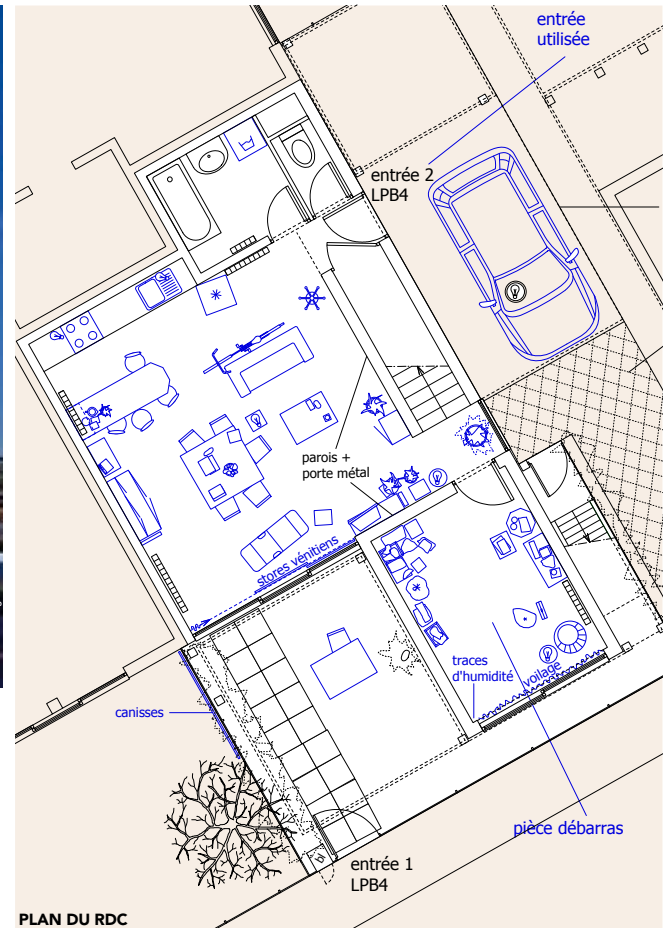 entrée
utilisée
entrée 2
LPB4
parois +
porte métal
stores vénitiens
traces
d'humidité
voilage
canisses
pièce débarras
entrée 1
LPB4
PLAN DU RDC